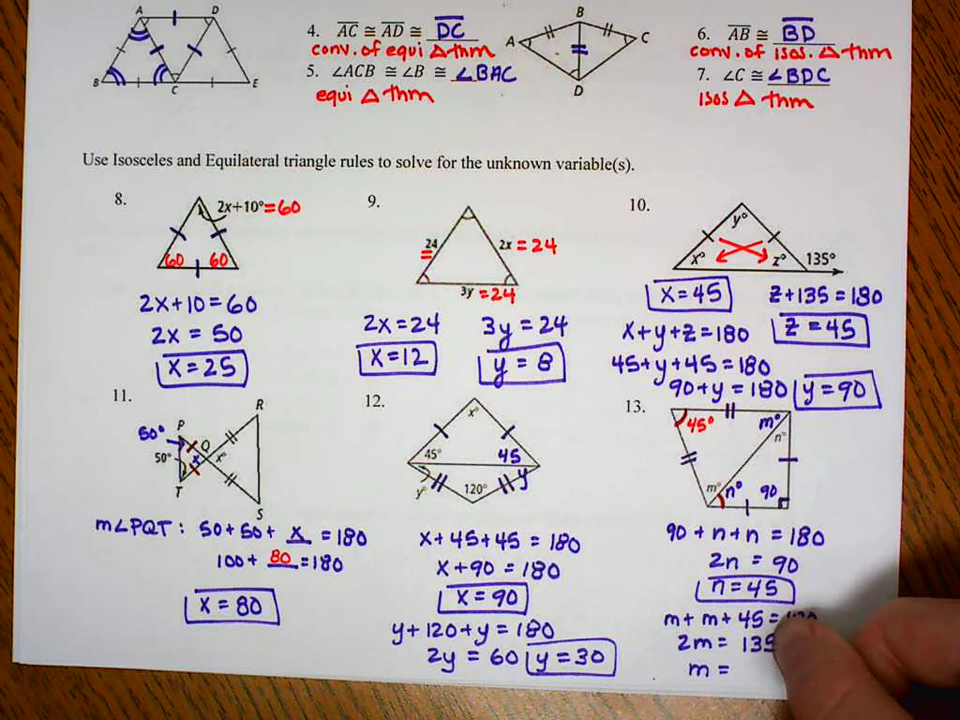 A D
B C E
4. AC ≅ AD ≅ DC
conv. of equi Δ thm
5. ∠ACB ≅ ∠B ≅ ∠BAC
equi Δ thm
B
A C
D
6. AB ≅ BD
conv. of isos. Δ thm
7. ∠C ≅ ∠BDC
isos Δ thm
Use Isosceles and Equilateral triangle rules to solve for the unknown variable(s).
8.
2x+10°=60
60 60
2x+10=60
2x = 50
x=25
9.
24 2x = 24
3y = 24
2x=24 3y=24
x=12 y = 8
10.
y°
x° z° 135°
x=45 z+135=180
x+y+z=180 z=45
45+y+45=180
90+y=180 y=90
11.
R
50° P
50° x Q x°
T
S
m∠PQT: 50+50+ x =180
100+ 80 =180
x = 80
12.
x°
45° 45
y° 120° y
x+45+45=180
x+90=180
x=90
y+120+y=180
2y=60 y=30
13.
45° m°
n°
m° n° 90
90+n+n=180
2n=90
n=45
m+m+45=
2m=135
m=